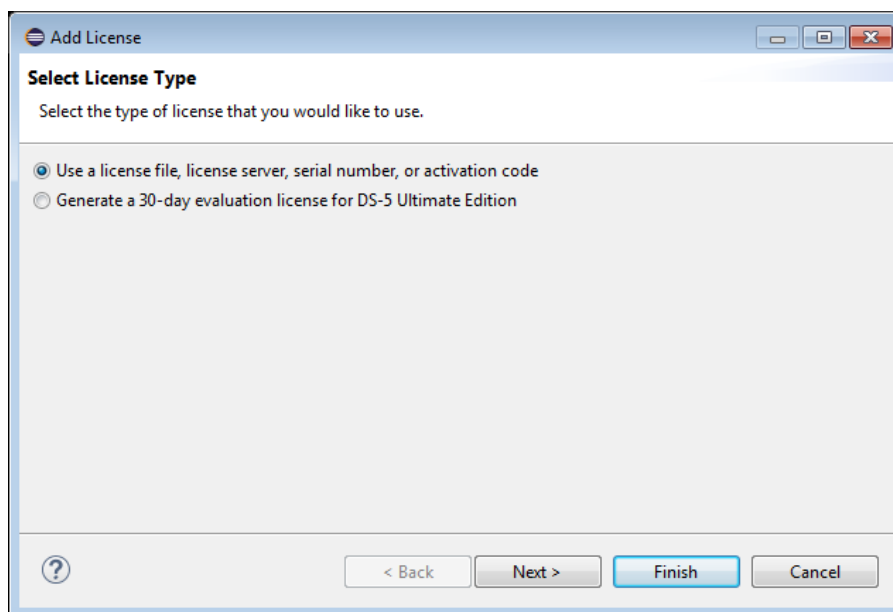 Add License
Select License Type
Select the type of license that you would like to use.
Use a license file, license server, serial number, or activation code
Generate a 30-day evaluation license for DS-5 Ultimate Edition
?
< Back Next > Finish Cancel